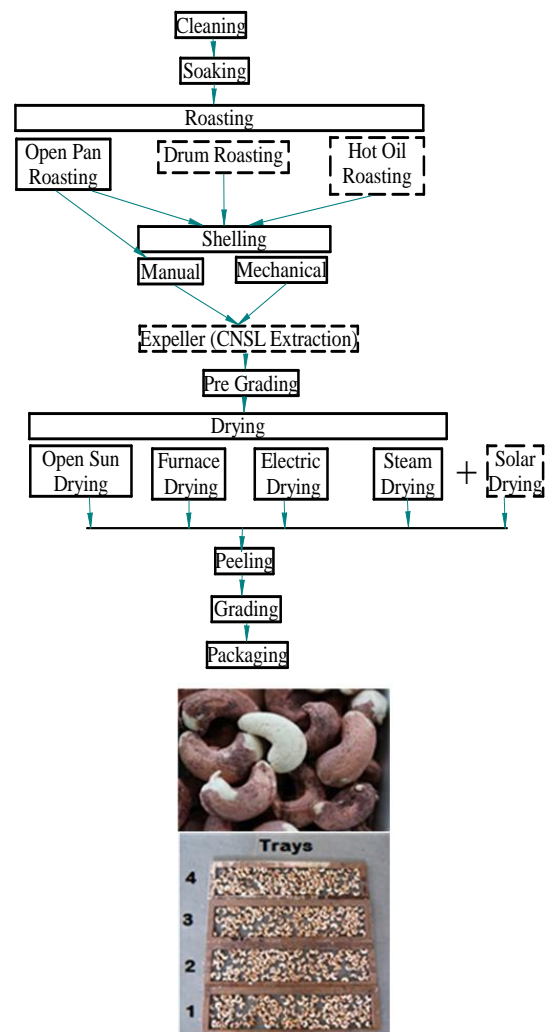 Cleaning
Soaking
Roasting
Open Pan
Roasting
Drum Roasting
Hot Oil
Roasting
Shelling
Manual
Mechanical
Expeller (CNSL Extraction)
Pre Grading
Drying
Open Sun
Drying
Furnace
Drying
Electric
Drying
Steam
Drying
+
Solar
Drying
Peeling
Grading
Packaging
Trays
4
3
2
1